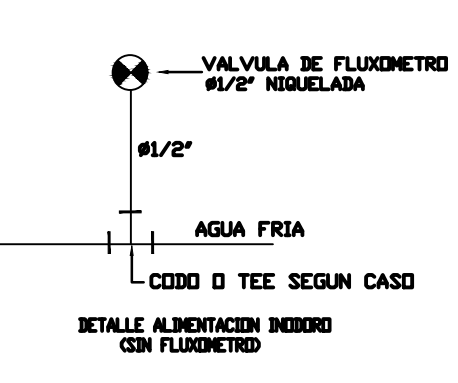 VALVULA DE FLUXOMETRO
Ø1/2" NIQUELADA
Ø1/2"
AGUA FRIA
CODO O TEE SEGUN CASO
DETALLE ALIMENTACION INODORO
(SIN FLUXOMETRO)